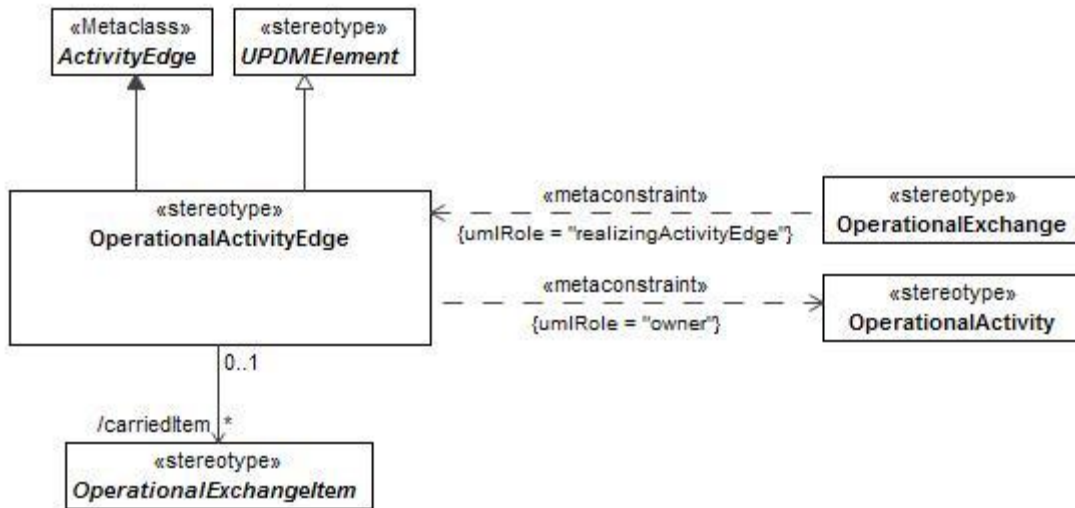 «Metaclass»
ActivityEdge
«stereotype»
UPDMElement
«stereotype»
OperationalActivityEdge
«metaconstraint»
{umlRole = "realizingActivityEdge"}
«stereotype»
OperationalExchange
«metaconstraint»
{umlRole = "owner"}
«stereotype»
OperationalActivity
0..1
/carriedItem *
«stereotype»
OperationalExchangeItem